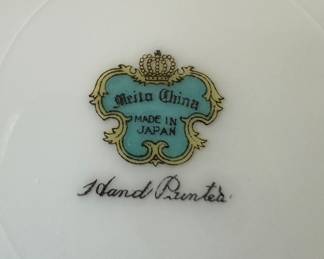 Meito China
MADE IN
JAPAN
Hand Painted